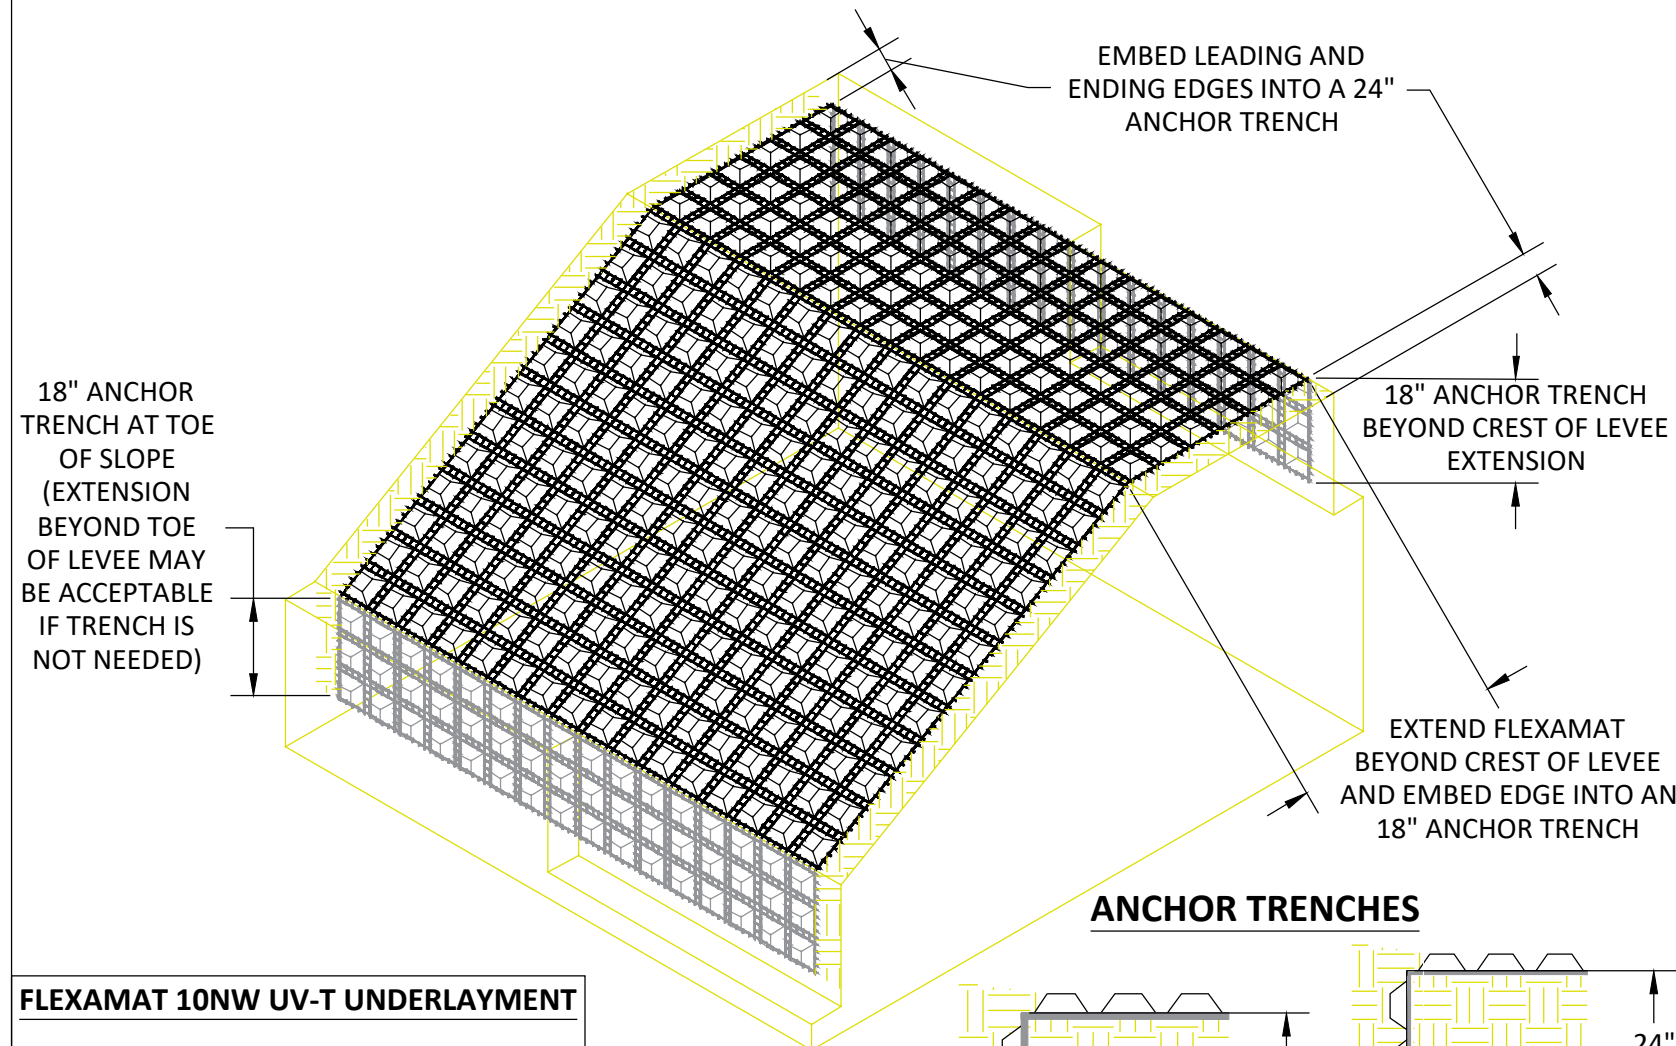 EMBED LEADING AND
ENDING EDGES INTO A 24"
ANCHOR TRENCH
18" ANCHOR
TRENCH AT TOE
OF SLOPE
(EXTENSION
BEYOND TOE
OF LEVEE MAY
BE ACCEPTABLE
IF TRENCH IS
NOT NEEDED)
18" ANCHOR TRENCH
BEYOND CREST OF LEVEE
EXTENSION
EXTEND FLEXAMAT
BEYOND CREST OF LEVEE
AND EMBED EDGE INTO AN
18" ANCHOR TRENCH
ANCHOR TRENCHES
FLEXAMAT 10NW UV-T UNDERLAYMENT
24"